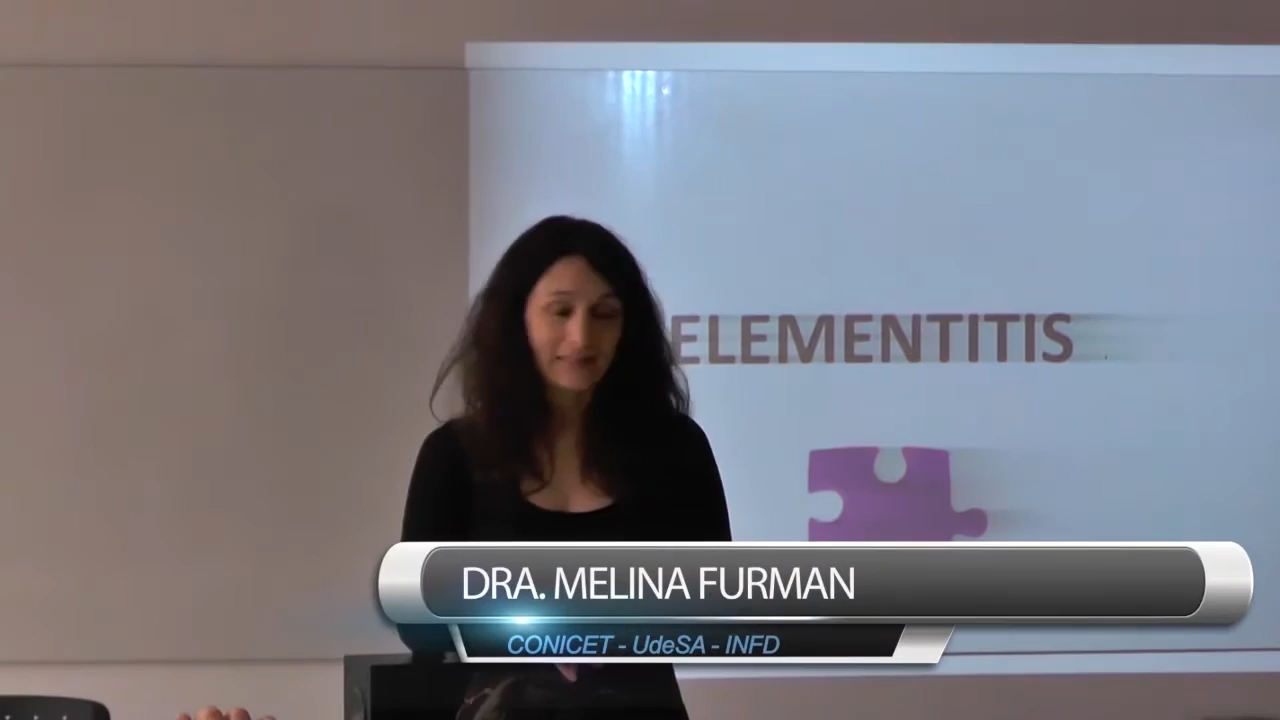 ELEMENTITIS
DRA. MELINA FURMAN
CONICET - UdeSA - INFD